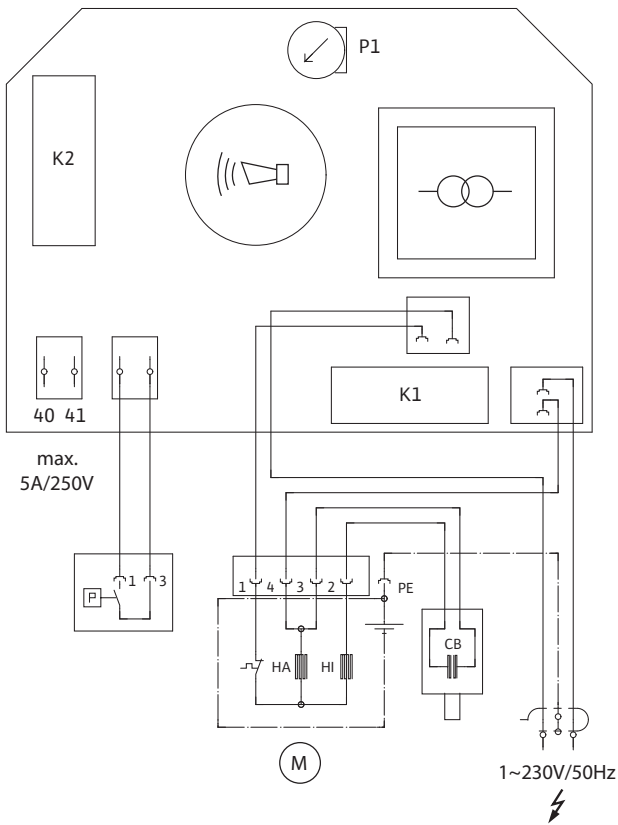 P1
K2
K1
40 41
max.
5A/250V
1 3
P
1 4 3 2 PE
HA HI
CB
M
1~230V/50Hz